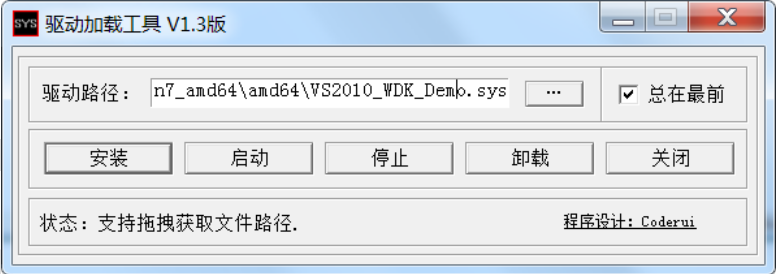 SYS 驱动加载工具 V1.3版
驱动路径： n7_amd64\amd64\VS2010_WDK_Demo.sys ... 总在最前
安装 启动 停止 卸载 关闭
状态：支持拖拽获取文件路径. 程序设计：Coderui